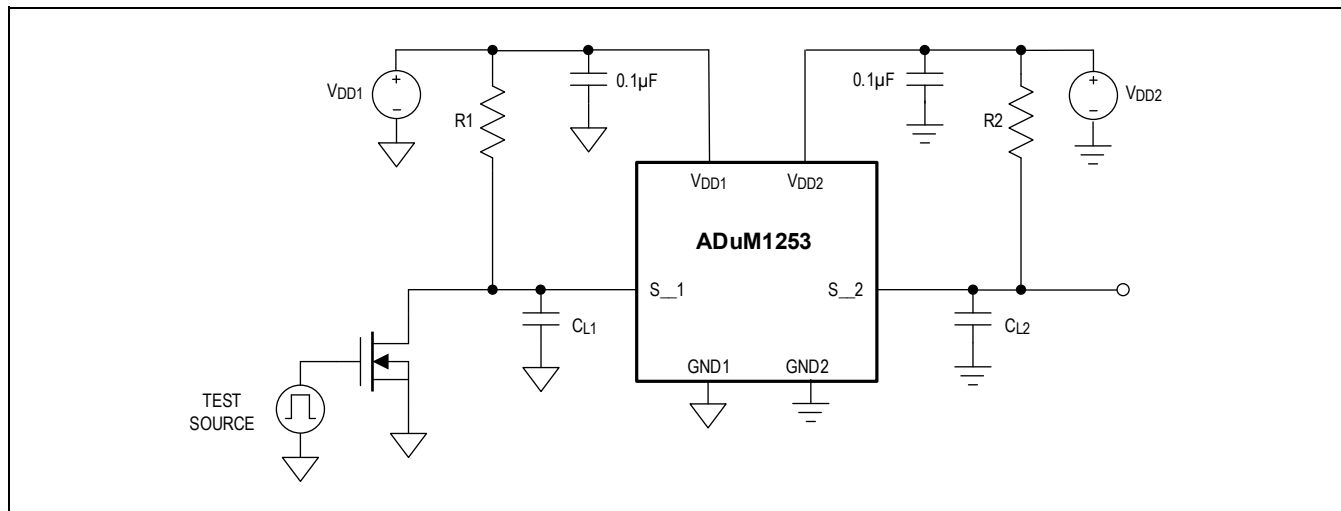 0.1µF
0.1µF
VDD1
VDD2
R1
R2
VDD1
VDD2
ADuM1253
S__1
S__2
CL1
CL2
GND1
GND2
TEST
SOURCE